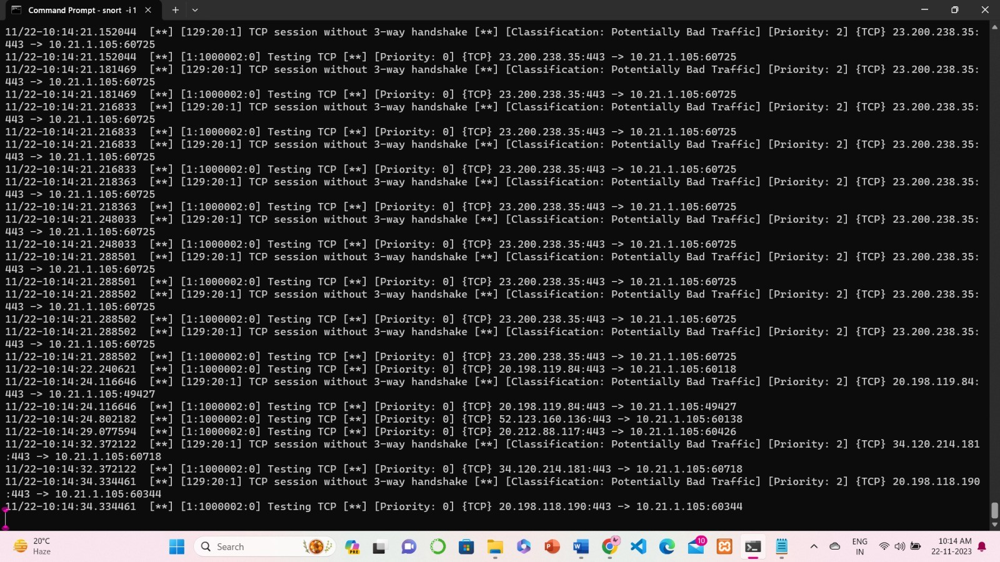 Command Prompt - snort -i 1
11/22-10:14:21.152044  [**] [129:20:1] TCP session without 3-way handshake [**] [Classification: Potentially Bad Traffic] [Priority: 2] {TCP} 23.200.238.35:
443 -> 10.21.1.105:60725
11/22-10:14:21.152044  [**] [1:1000002:0] Testing TCP [**] [Priority: 0] {TCP} 23.200.238.35:443 -> 10.21.1.105:60725
11/22-10:14:21.181469  [**] [129:20:1] TCP session without 3-way handshake [**] [Classification: Potentially Bad Traffic] [Priority: 2] {TCP} 23.200.238.35:
443 -> 10.21.1.105:60725
11/22-10:14:21.181469  [**] [1:1000002:0] Testing TCP [**] [Priority: 0] {TCP} 23.200.238.35:443 -> 10.21.1.105:60725
11/22-10:14:21.216833  [**] [129:20:1] TCP session without 3-way handshake [**] [Classification: Potentially Bad Traffic] [Priority: 2] {TCP} 23.200.238.35:
443 -> 10.21.1.105:60725
11/22-10:14:21.216833  [**] [1:1000002:0] Testing TCP [**] [Priority: 0] {TCP} 23.200.238.35:443 -> 10.21.1.105:60725
11/22-10:14:21.216833  [**] [129:20:1] TCP session without 3-way handshake [**] [Classification: Potentially Bad Traffic] [Priority: 2] {TCP} 23.200.238.35:
443 -> 10.21.1.105:60725
11/22-10:14:21.216833  [**] [1:1000002:0] Testing TCP [**] [Priority: 0] {TCP} 23.200.238.35:443 -> 10.21.1.105:60725
11/22-10:14:21.218363  [**] [129:20:1] TCP session without 3-way handshake [**] [Classification: Potentially Bad Traffic] [Priority: 2] {TCP} 23.200.238.35:
443 -> 10.21.1.105:60725
11/22-10:14:21.218363  [**] [1:1000002:0] Testing TCP [**] [Priority: 0] {TCP} 23.200.238.35:443 -> 10.21.1.105:60725
11/22-10:14:21.248033  [**] [129:20:1] TCP session without 3-way handshake [**] [Classification: Potentially Bad Traffic] [Priority: 2] {TCP} 23.200.238.35:
443 -> 10.21.1.105:60725
11/22-10:14:21.248033  [**] [1:1000002:0] Testing TCP [**] [Priority: 0] {TCP} 23.200.238.35:443 -> 10.21.1.105:60725
11/22-10:14:21.288501  [**] [129:20:1] TCP session without 3-way handshake [**] [Classification: Potentially Bad Traffic] [Priority: 2] {TCP} 23.200.238.35:
443 -> 10.21.1.105:60725
11/22-10:14:21.288501  [**] [1:1000002:0] Testing TCP [**] [Priority: 0] {TCP} 23.200.238.35:443 -> 10.21.1.105:60725
11/22-10:14:21.288502  [**] [129:20:1] TCP session without 3-way handshake [**] [Classification: Potentially Bad Traffic] [Priority: 2] {TCP} 23.200.238.35:
443 -> 10.21.1.105:60725
11/22-10:14:21.288502  [**] [1:1000002:0] Testing TCP [**] [Priority: 0] {TCP} 23.200.238.35:443 -> 10.21.1.105:60725
11/22-10:14:21.288502  [**] [129:20:1] TCP session without 3-way handshake [**] [Classification: Potentially Bad Traffic] [Priority: 2] {TCP} 23.200.238.35:
443 -> 10.21.1.105:60725
11/22-10:14:21.288502  [**] [1:1000002:0] Testing TCP [**] [Priority: 0] {TCP} 23.200.238.35:443 -> 10.21.1.105:60725
11/22-10:14:22.240621  [**] [1:1000002:0] Testing TCP [**] [Priority: 0] {TCP} 20.198.119.84:443 -> 10.21.1.105:60118
11/22-10:14:24.116646  [**] [129:20:1] TCP session without 3-way handshake [**] [Classification: Potentially Bad Traffic] [Priority: 2] {TCP} 20.198.119.84:
443 -> 10.21.1.105:49427
11/22-10:14:24.116646  [**] [1:1000002:0] Testing TCP [**] [Priority: 0] {TCP} 20.198.119.84:443 -> 10.21.1.105:49427
11/22-10:14:24.802182  [**] [1:1000002:0] Testing TCP [**] [Priority: 0] {TCP} 52.123.160.136:443 -> 10.21.1.105:60138
11/22-10:14:29.077594  [**] [1:1000002:0] Testing TCP [**] [Priority: 0] {TCP} 20.212.88.117:443 -> 10.21.1.105:60426
11/22-10:14:32.372122  [**] [129:20:1] TCP session without 3-way handshake [**] [Classification: Potentially Bad Traffic] [Priority: 2] {TCP} 34.120.214.181
:443 -> 10.21.1.105:60718
11/22-10:14:32.372122  [**] [1:1000002:0] Testing TCP [**] [Priority: 0] {TCP} 34.120.214.181:443 -> 10.21.1.105:60718
11/22-10:14:34.334461  [**] [129:20:1] TCP session without 3-way handshake [**] [Classification: Potentially Bad Traffic] [Priority: 2] {TCP} 20.198.118.190
:443 -> 10.21.1.105:60344
11/22-10:14:34.334461  [**] [1:1000002:0] Testing TCP [**] [Priority: 0] {TCP} 20.198.118.190:443 -> 10.21.1.105:60344
20°C
Haze
Search
PRE
P
W
10
ENG
IN
10:14 AM
22-11-2023